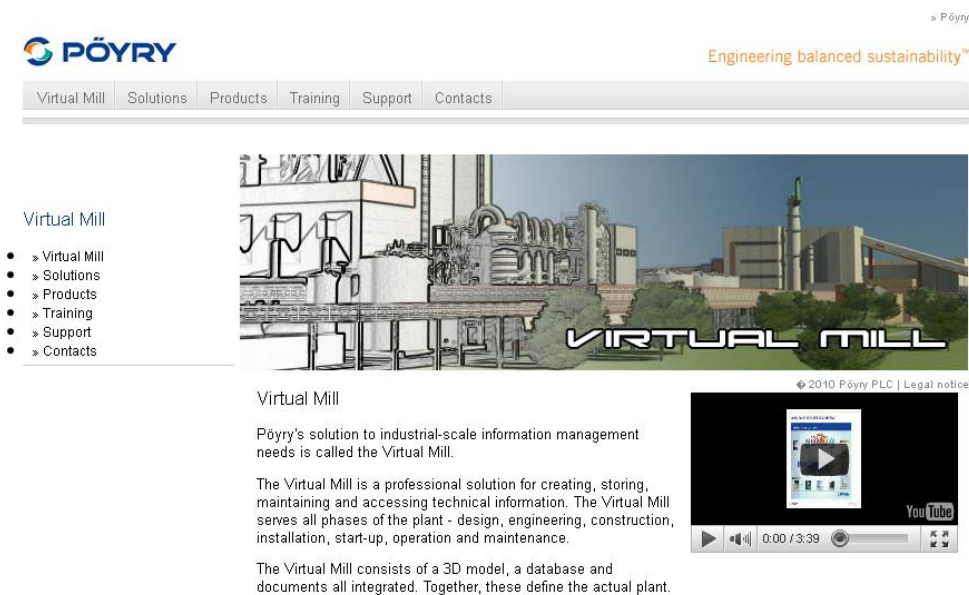 » Pöyry
PÖYRY
Engineering balanced sustainability™
Virtual Mill Solutions Products Training Support Contacts
Virtual Mill
» Virtual Mill
» Solutions
» Products
» Training
» Support
» Contacts
VIRTUAL MILL
� 2010 Pöyry PLC | Legal notice
Virtual Mill
Pöyry's solution to industrial-scale information management
needs is called the Virtual Mill.
The Virtual Mill is a professional solution for creating, storing,
maintaining and accessing technical information. The Virtual Mill
serves all phases of the plant - design, engineering, construction,
installation, start-up, operation and maintenance.
The Virtual Mill consists of a 3D model, a database and
documents all integrated. Together, these define the actual plant.
YouTube
0:00 / 3:39